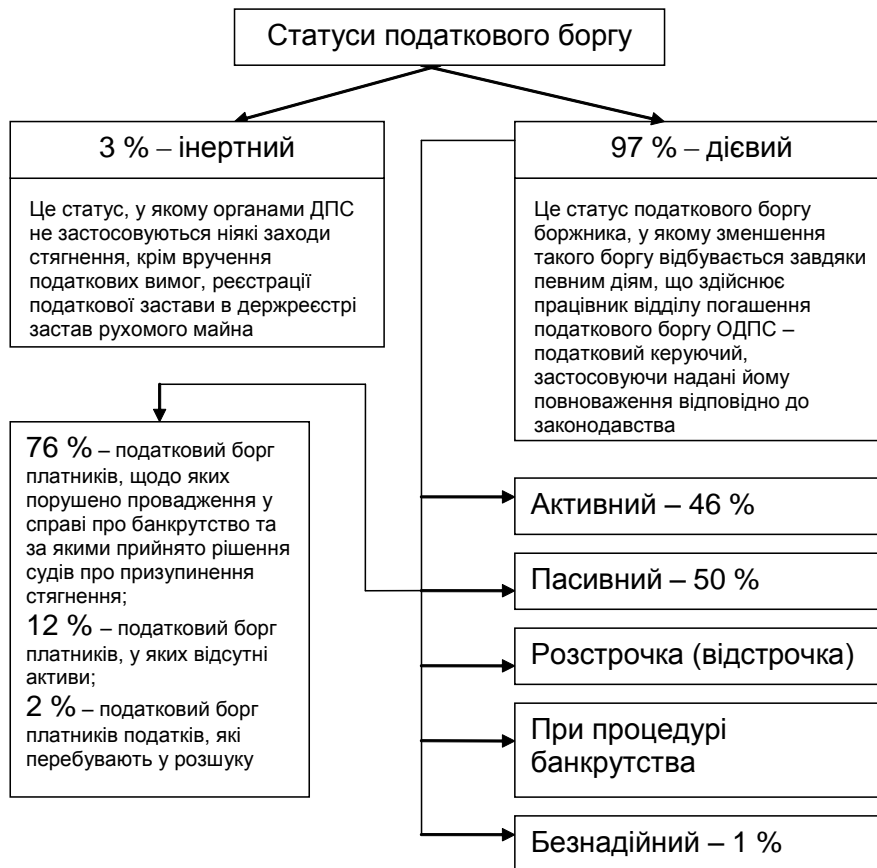 Статуси податкового боргу
3 % – інертний
Це статус, у якому органами ДПС
не застосовуються ніякі заходи
стягнення, крім вручення
податкових вимог, реєстрації
податкової застави в держреєстрі
застав рухомого майна
97 % – дієвий
Це статус податкового боргу
боржника, у якому зменшення
такого боргу відбувається завдяки
певним діям, що здійснює
працівник відділу погашення
податкового боргу ОДПС –
податковий керуючий,
застосовуючи надані йому
повноваження відповідно до
законодавства
76 % – податковий борг
платників, щодо яких
порушено провадження у
справі про банкрутство та
за якими прийнято рішення
судів про призупинення
стягнення;
12 % – податковий борг
платників, у яких відсутні
активи;
2 % – податковий борг
платників податків, які
перебувають у розшуку
Активний – 46 %
Пасивний – 50 %
Розстрочка (відстрочка)
При процедурі
банкрутства
Безнадійний – 1 %